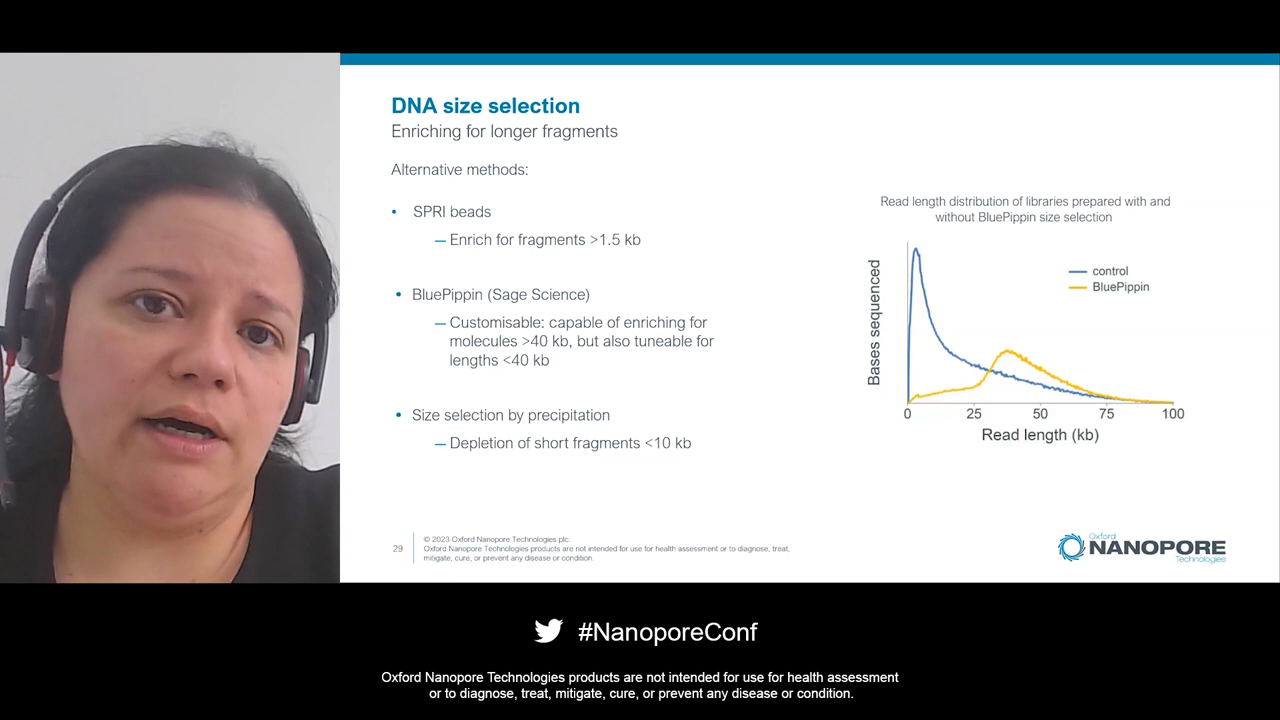 DNA size selection
Enriching for longer fragments
Alternative methods:
• SPRI beads
— Enrich for fragments >1.5 kb
• BluePippin (Sage Science)
— Customisable: capable of enriching for
molecules >40 kb, but also tuneable for
lengths <40 kb
• Size selection by precipitation
— Depletion of short fragments <10 kb
Read length distribution of libraries prepared with and
without BluePippin size selection
Bases sequenced
control
BluePippin
0 25 50 75 100
Read length (kb)
29
© 2023 Oxford Nanopore Technologies plc.
Oxford Nanopore Technologies products are not intended for use for health assessment or to diagnose, treat,
mitigate, cure, or prevent any disease or condition.
Oxford
NANOPORE
Technologies
#NanoporeConf
Oxford Nanopore Technologies products are not intended for use for health assessment
or to diagnose, treat, mitigate, cure, or prevent any disease or condition.